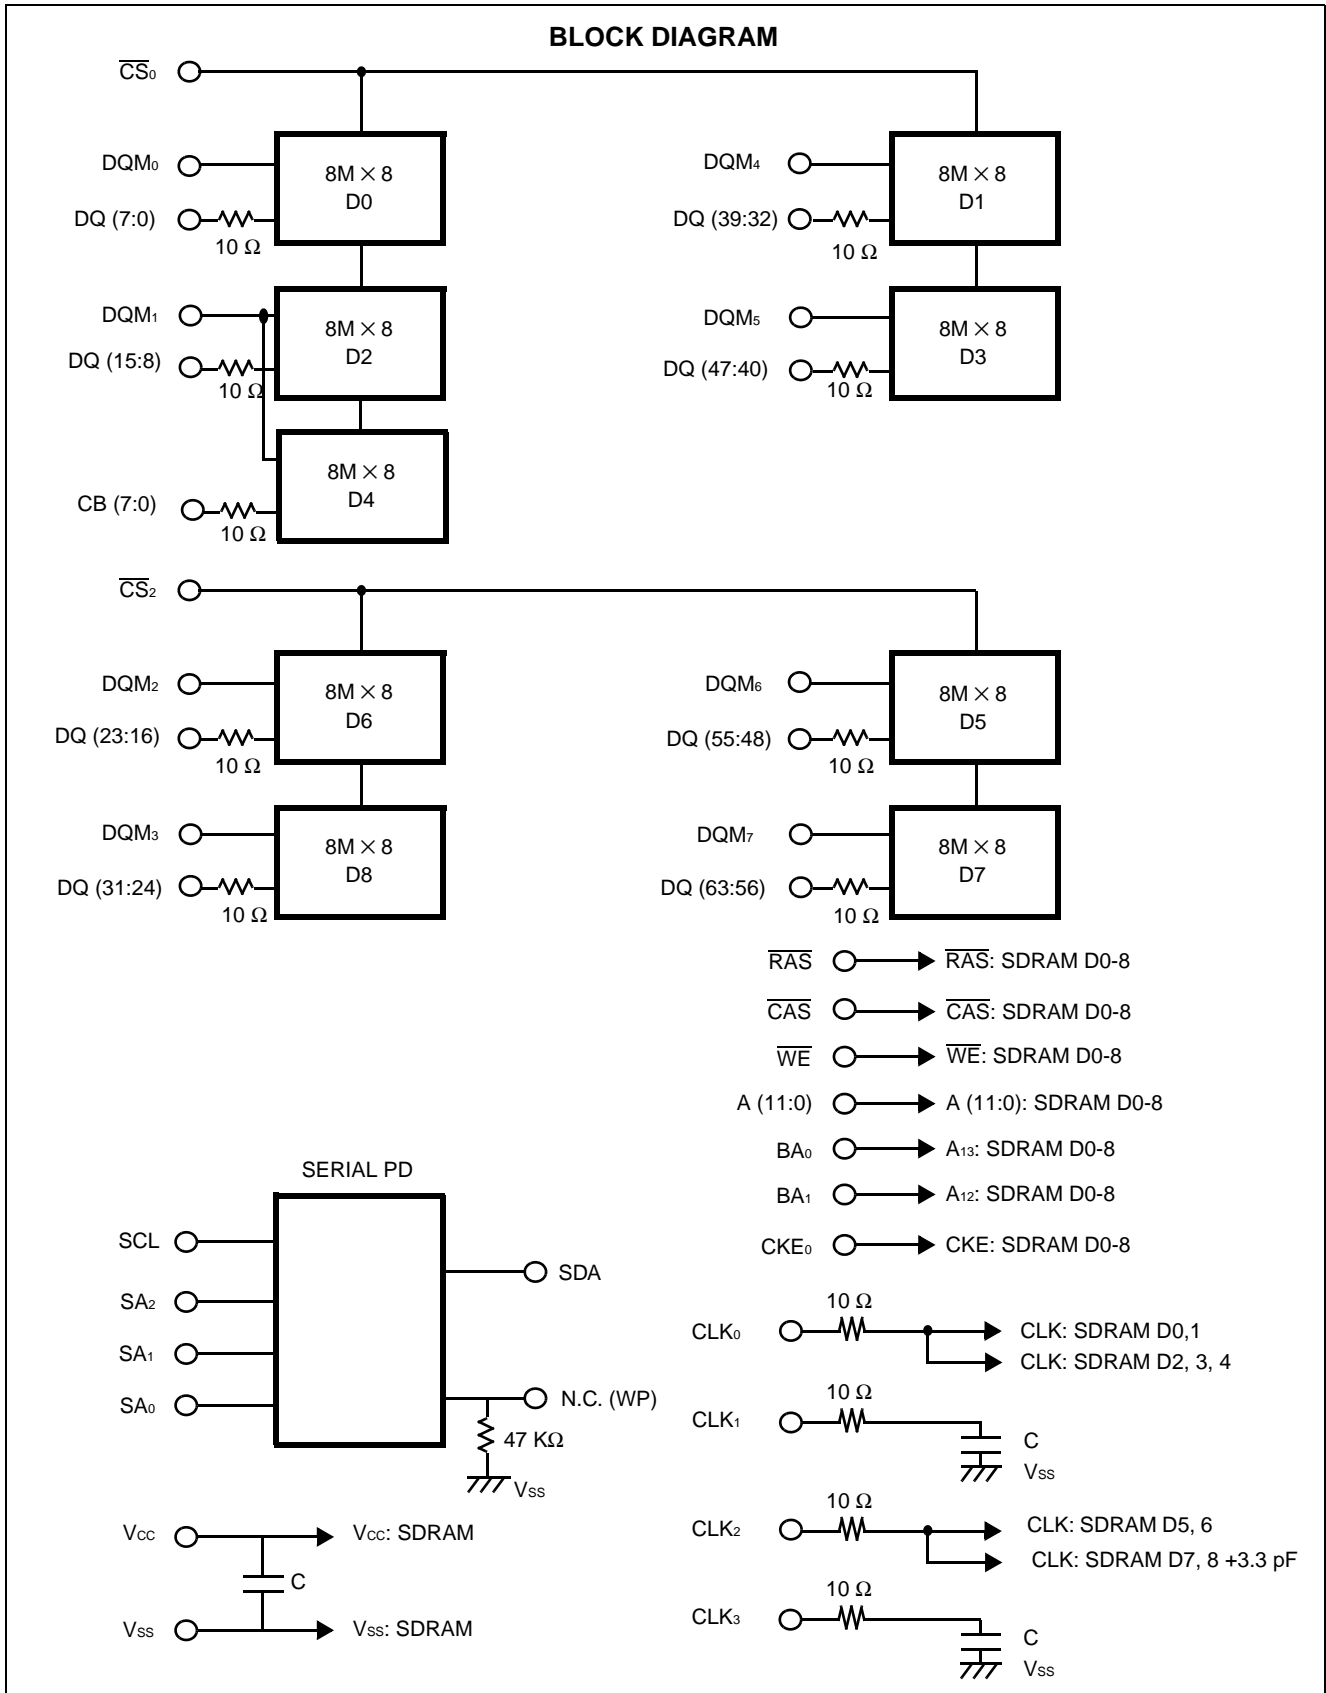 BLOCK DIAGRAM
CS0
DQM0
8M × 8
D0
DQ (7:0)
10 Ω
DQM4
8M × 8
D1
DQ (39:32)
10 Ω
DQM1
8M × 8
D2
DQ (15:8)
10 Ω
DQM5
8M × 8
D3
DQ (47:40)
10 Ω
8M × 8
D4
CB (7:0)
10 Ω
CS2
DQM2
8M × 8
D6
DQ (23:16)
10 Ω
DQM6
8M × 8
D5
DQ (55:48)
10 Ω
DQM3
8M × 8
D8
DQ (31:24)
10 Ω
DQM7
8M × 8
D7
DQ (63:56)
10 Ω
RAS RAS: SDRAM D0-8
CAS CAS: SDRAM D0-8
WE WE: SDRAM D0-8
A (11:0) A (11:0): SDRAM D0-8
BA0 A13: SDRAM D0-8
BA1 A12: SDRAM D0-8
CKE0 CKE: SDRAM D0-8
SERIAL PD
SCL
SA2
SA1
SA0
SDA
N.C. (WP)
47 KΩ
VSS
10 Ω
CLK0 CLK: SDRAM D0,1
CLK: SDRAM D2, 3, 4
10 Ω
CLK1
C
VSS
10 Ω
CLK2 CLK: SDRAM D5, 6
CLK: SDRAM D7, 8 +3.3 pF
10 Ω
CLK3
C
VSS
VCC VCC: SDRAM
C
VSS VSS: SDRAM